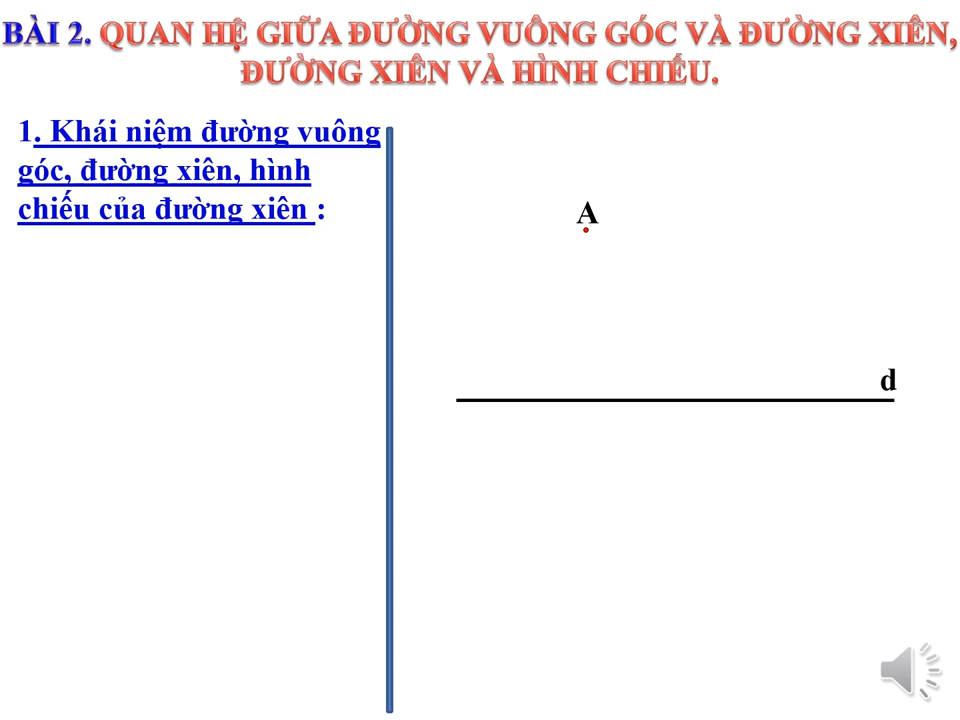 BÀI 2. QUAN HỆ GIỮA ĐƯỜNG VUÔNG GÓC VÀ ĐƯỜNG XIÊN,
ĐƯỜNG XIÊN VÀ HÌNH CHIẾU.
1. Khái niệm đường vuông
góc, đường xiên, hình
chiếu của đường xiên :
A
d